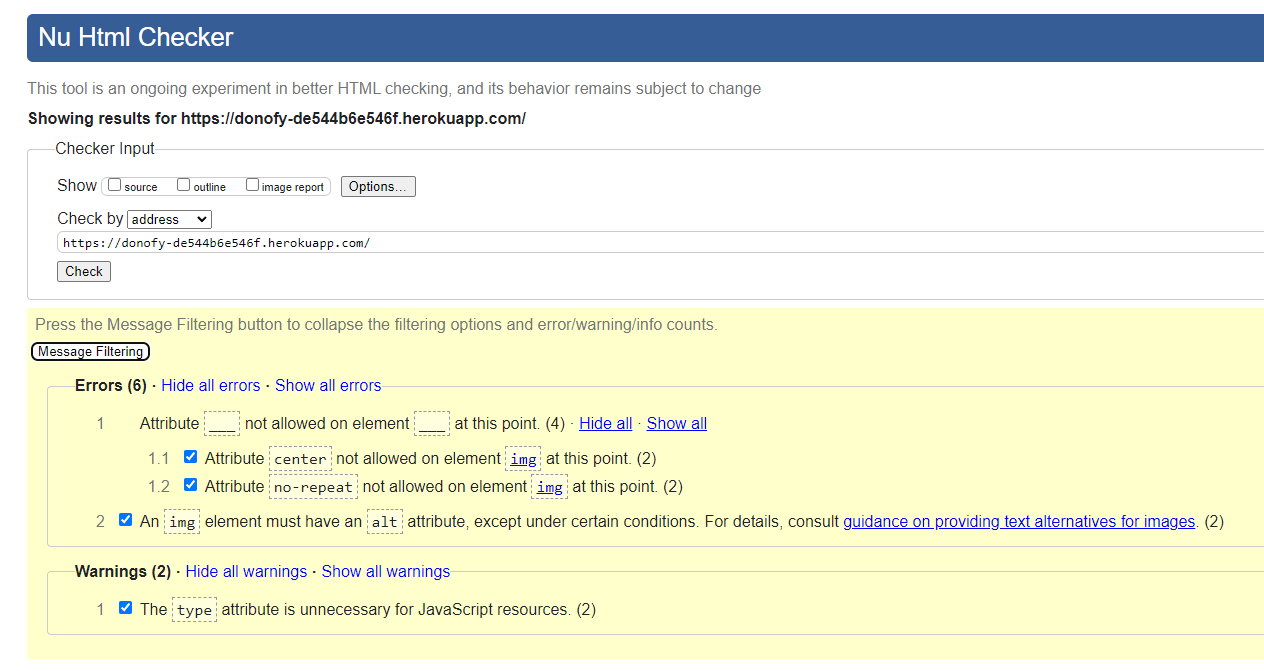 Nu Html Checker
This tool is an ongoing experiment in better HTML checking, and its behavior remains subject to change
Showing results for https://donofy-de544b6e546f.herokuapp.com/
Checker Input
Show source outline image report Options...
Check by address
https://donofy-de544b6e546f.herokuapp.com/
Check
Press the Message Filtering button to collapse the filtering options and error/warning/info counts.
Message Filtering
Errors (6) · Hide all errors · Show all errors
1 Attribute ___ not allowed on element ___ at this point. (4) · Hide all · Show all
1.1 Attribute center not allowed on element img at this point. (2)
1.2 Attribute no-repeat not allowed on element img at this point. (2)
2 An img element must have an alt attribute, except under certain conditions. For details, consult guidance on providing text alternatives for images. (2)
Warnings (2) · Hide all warnings · Show all warnings
1 The type attribute is unnecessary for JavaScript resources. (2)